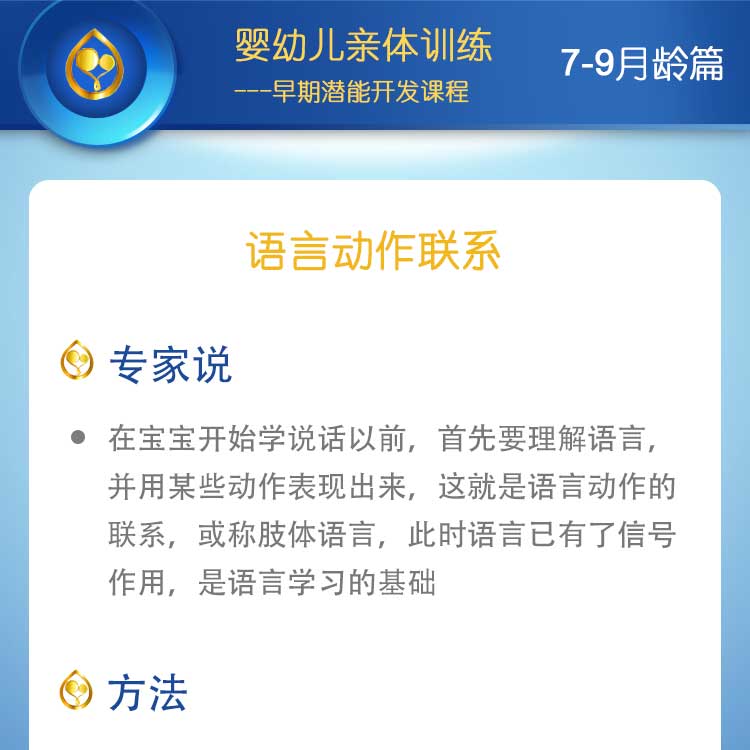 婴幼儿亲体训练
---早期潜能开发课程
7-9月龄篇
语言动作联系
专家说
● 在宝宝开始学说话以前，首先要理解语言，
并用某些动作表现出来，这就是语言动作的
联系，或称肢体语言，此时语言已有了信号
作用，是语言学习的基础
方法